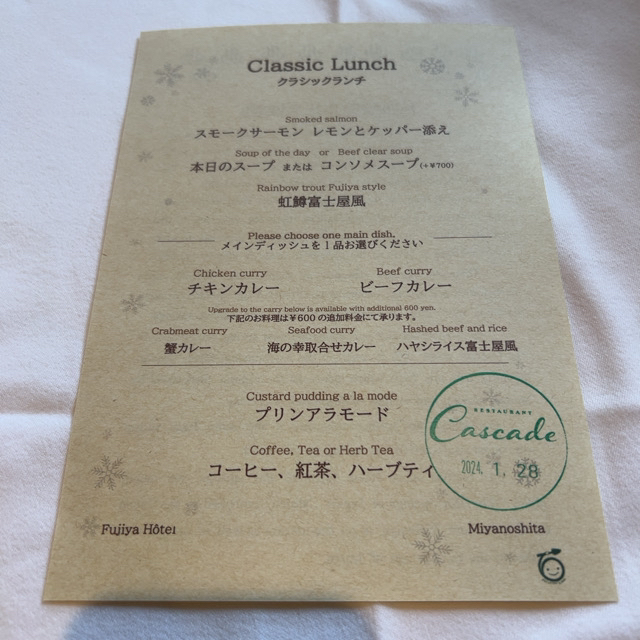 Classic Lunch
クラシックランチ
Smoked salmon
スモークサーモン レモンとケッパー添え
Soup of the day or Beef clear soup
本日のスープ または コンソメスープ(+¥700)
Rainbow trout Fujiya style
虹鱒富士屋風
Please choose one main dish.
メインディッシュを1品お選びください
Chicken curry Beef curry
チキンカレー ビーフカレー
Upgrade to the carry below is available with additional 600 yen.
下記のお料理は¥600の追加料金にて承ります。
Crabmeat curry Seafood curry Hashed beef and rice
蟹カレー 海の幸取合せカレー ハヤシライス富士屋風
Custard pudding a la mode
プリンアラモード
Coffee, Tea or Herb Tea
コーヒー、紅茶、ハーブティ
RESTAURANT
Cascade
2024. 1. 28
Fujiya Hôtel Miyanoshita